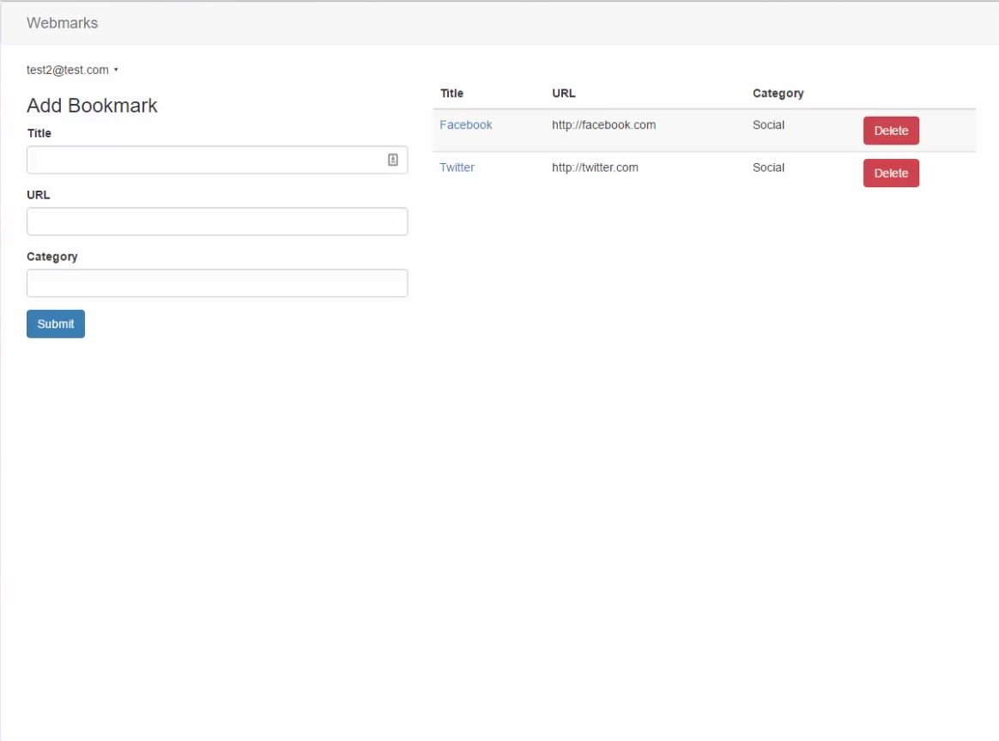 Webmarks
test2@test.com
Add Bookmark
Title
URL
Category
Submit
Title URL Category
Facebook http://facebook.com Social Delete
Twitter http://twitter.com Social Delete